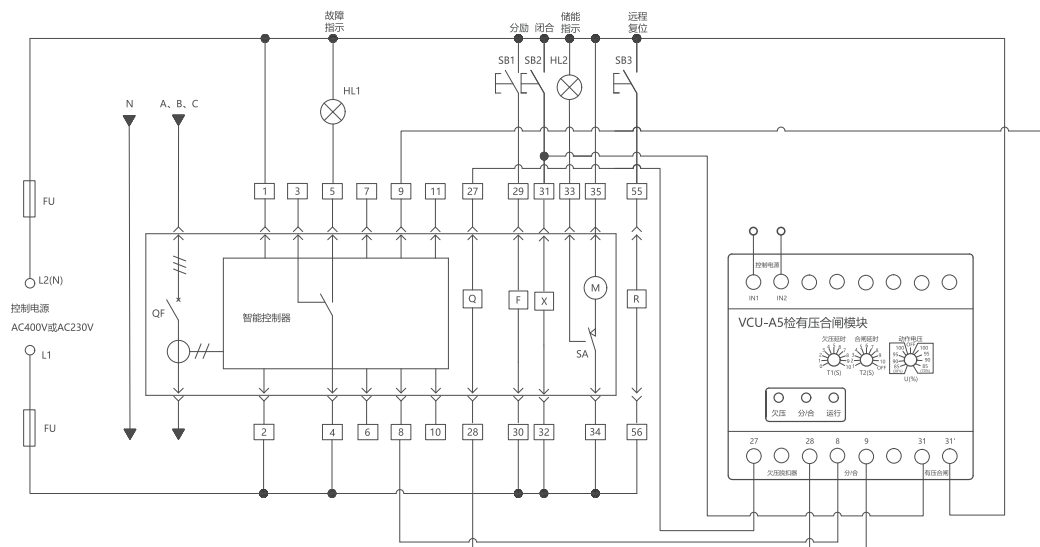 故障
指示
分励
闭合
储能
指示
远程
复位
SB1
SB2
HL2
SB3
N
A、B、C
HL1
1
3
5
7
9
11
27
29
31
33
35
55
FU
L2(N)
控制电源
AC400V或AC230V
L1
FU
QF
智能控制器
Q
F
X
M
R
SA
2
4
6
8
10
28
30
32
34
56
控制电源
IN1
IN2
VCU-A5检有压合闸模块
欠压延时
合闸延时
动作电压
T1(S)
T2(S)
U(%)
欠压
分/合
运行
27
28
8
9
31
31'
欠压脱扣器
分/合
有压合闸